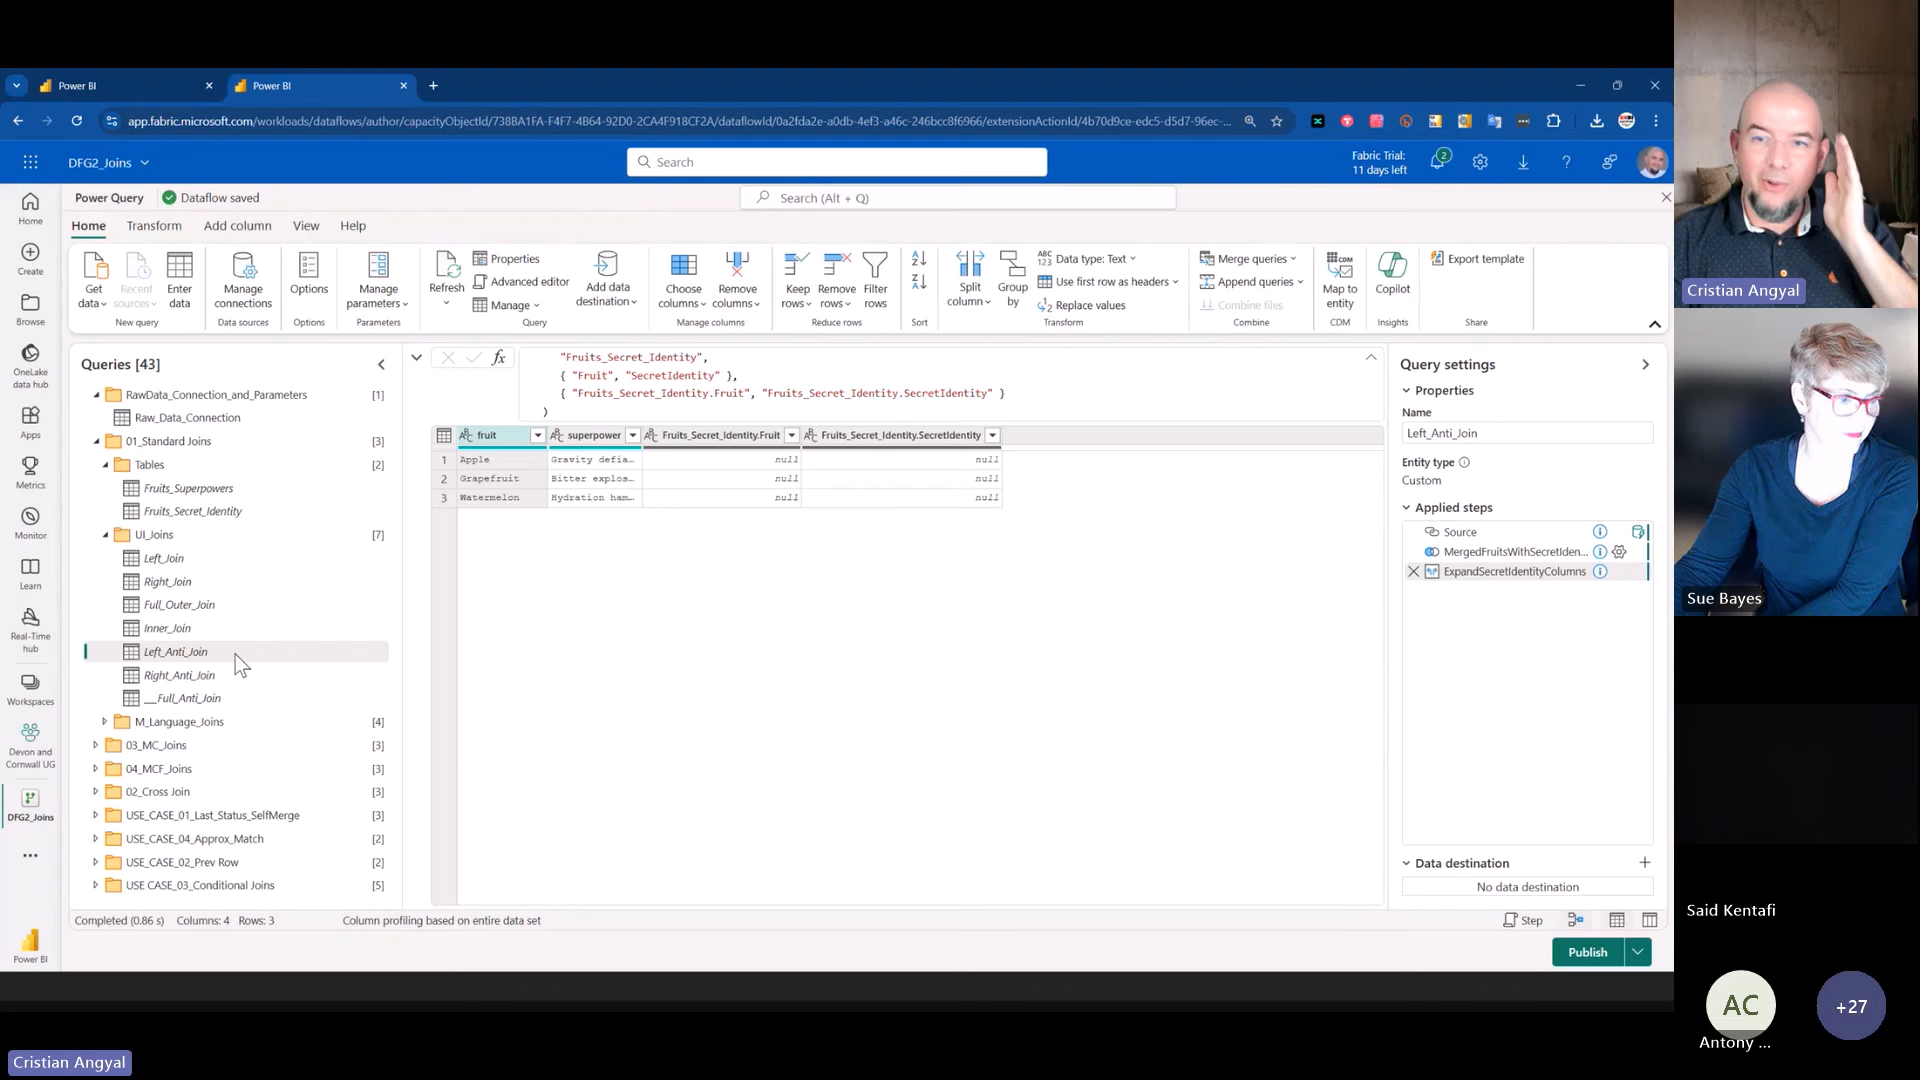 Power BI
Power BI
app.fabric.microsoft.com/workloads/dataflows/author/capacityObjectId/738BA1FA-F4F7-4B64-92D0-2CA4F918CF2A/dataflowId/0a2fda2e-a0db-4ef3-a46c-246bcc8f6966/extensionActionId/4b70d9ce-edc5-d5d7-96ec-...
DFG2_Joins
Search
Fabric Trial:
11 days left
2
Power Query
Dataflow saved
Search (Alt + Q)
Home
Transform
Add column
View
Help
Get data
Recent sources
Enter data
New query
Manage connections
Data sources
Options
Options
Manage parameters
Parameters
Refresh
Properties
Advanced editor
Manage
Query
Add data destination
Choose columns
Remove columns
Manage columns
Keep rows
Remove rows
Filter rows
Reduce rows
Sort
Split column
Group by
Data type: Text
Use first row as headers
Replace values
Transform
Merge queries
Append queries
Combine files
Combine
Map to entity
CDM
Copilot
Insights
Export template
Share
Home
Create
Browse
OneLake data hub
Apps
Metrics
Monitor
Learn
Real-Time hub
Workspaces
Devon and Cornwall UG
DFG2_Joins
Power BI
Queries [43]
RawData_Connection_and_Parameters [1]
Raw_Data_Connection
01_Standard Joins [3]
Tables [2]
Fruits_Superpowers
Fruits_Secret_Identity
UI_Joins [7]
Left_Join
Right_Join
Full_Outer_Join
Inner_Join
Left_Anti_Join
Right_Anti_Join
__Full_Anti_Join
M_Language_Joins [4]
03_MC_Joins [3]
04_MCF_Joins [3]
02_Cross Join [3]
USE_CASE_01_Last_Status_SelfMerge [3]
USE_CASE_04_Approx_Match [2]
USE_CASE_02_Prev Row [2]
USE CASE_03_Conditional Joins [5]
fx
"Fruits_Secret_Identity",
{ "Fruit", "SecretIdentity" },
{ "Fruits_Secret_Identity.Fruit", "Fruits_Secret_Identity.SecretIdentity" }
)
fruit superpower Fruits_Secret_Identity.Fruit Fruits_Secret_Identity.SecretIdentity
1 Apple Gravity defia... null null
2 Grapefruit Bitter explos... null null
3 Watermelon Hydration ham... null null
Query settings
Properties
Name
Left_Anti_Join
Entity type
Custom
Applied steps
Source
MergedFruitsWithSecretIden...
ExpandSecretIdentityColumns
Data destination
No data destination
Completed (0.86 s) Columns: 4 Rows: 3
Column profiling based on entire data set
Step
Publish
Cristian Angyal
Sue Bayes
Said Kentafi
AC
Antony ...
+27
Cristian Angyal